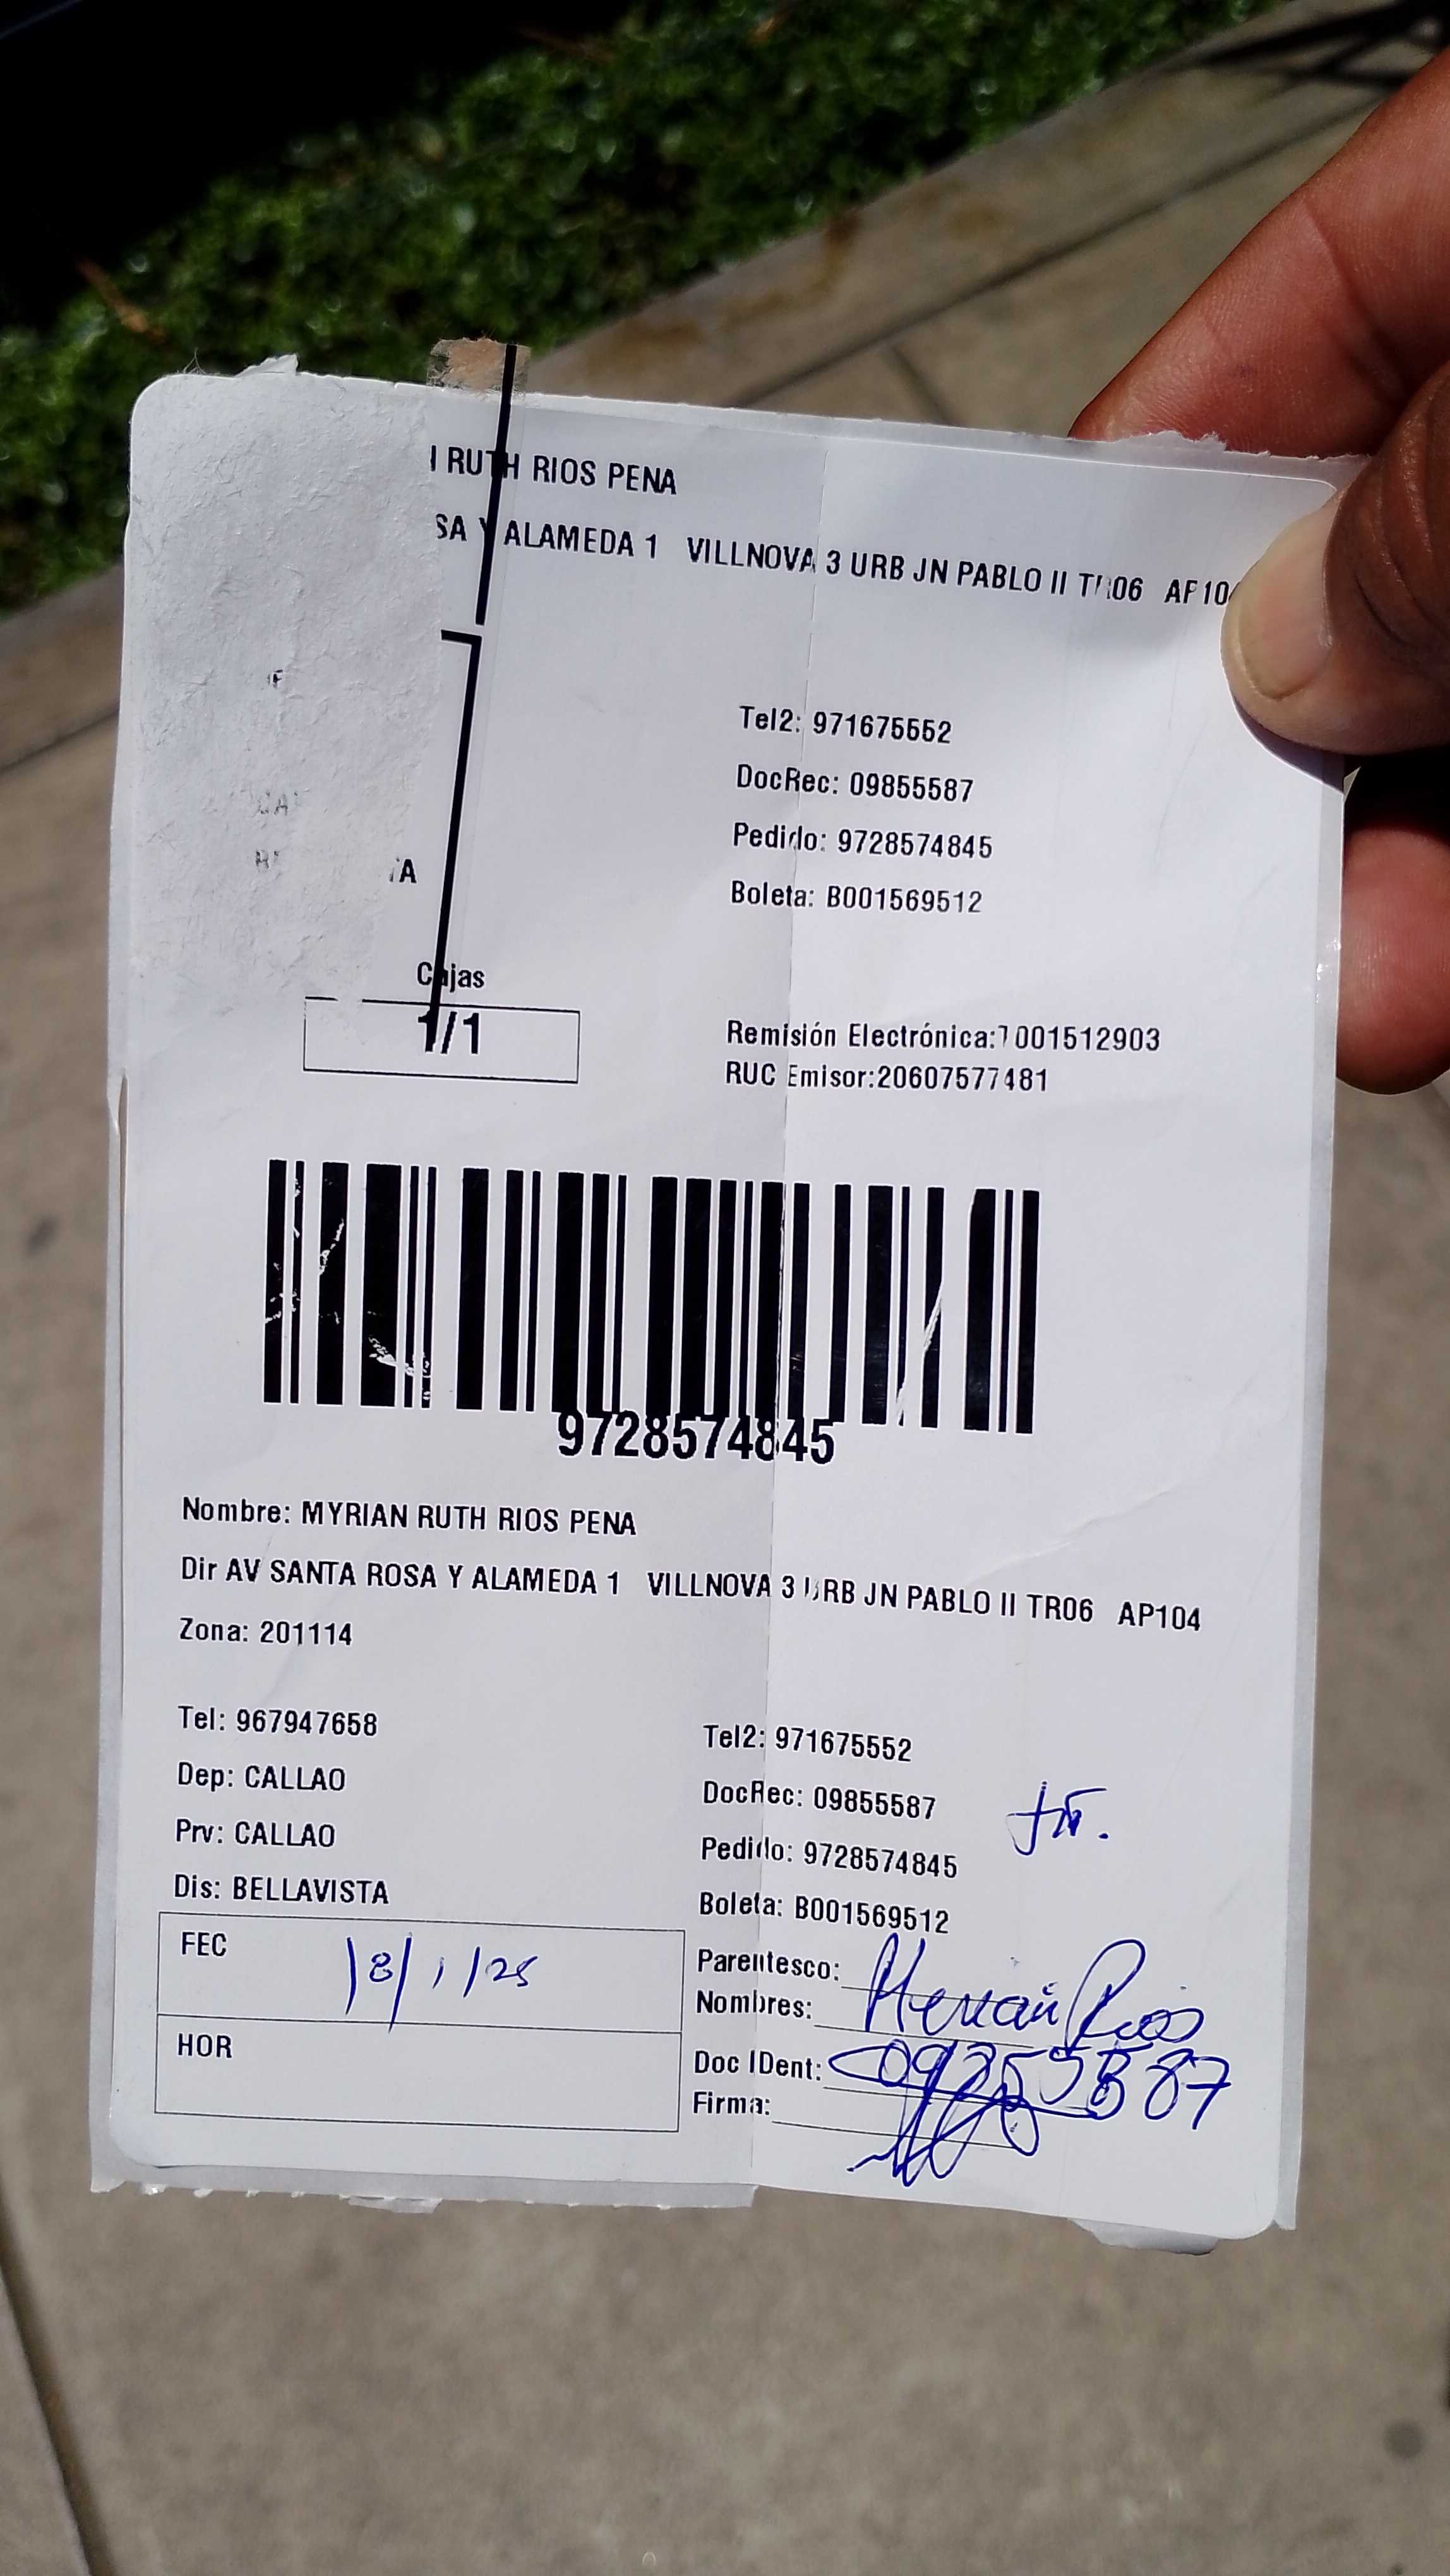 RUTH RIOS PENA
SA Y ALAMEDA 1 VILLNOVA 3 URB JN PABLO II TR06 AP10
Tel2: 971675552
DocRec: 09855587
Pedido: 9728574845
Boleta: B001569512
Cajas
1/1
Remisión Electrónica:T001512903
RUC Emisor:20607577481
9728574845
Nombre: MYRIAN RUTH RIOS PENA
Dir AV SANTA ROSA Y ALAMEDA 1 VILLNOVA 3 URB JN PABLO II TR06 AP104
Zona: 201114
Tel: 967947658
Tel2: 971675552
Dep: CALLAO
DocRec: 09855587
Prv: CALLAO
Pedido: 9728574845
Dis: BELLAVISTA
Boleta: B001569512
FEC 18/1/25
Parentesco:
Nombres: Hernán Rios
HOR
Doc IDent:
Firma: